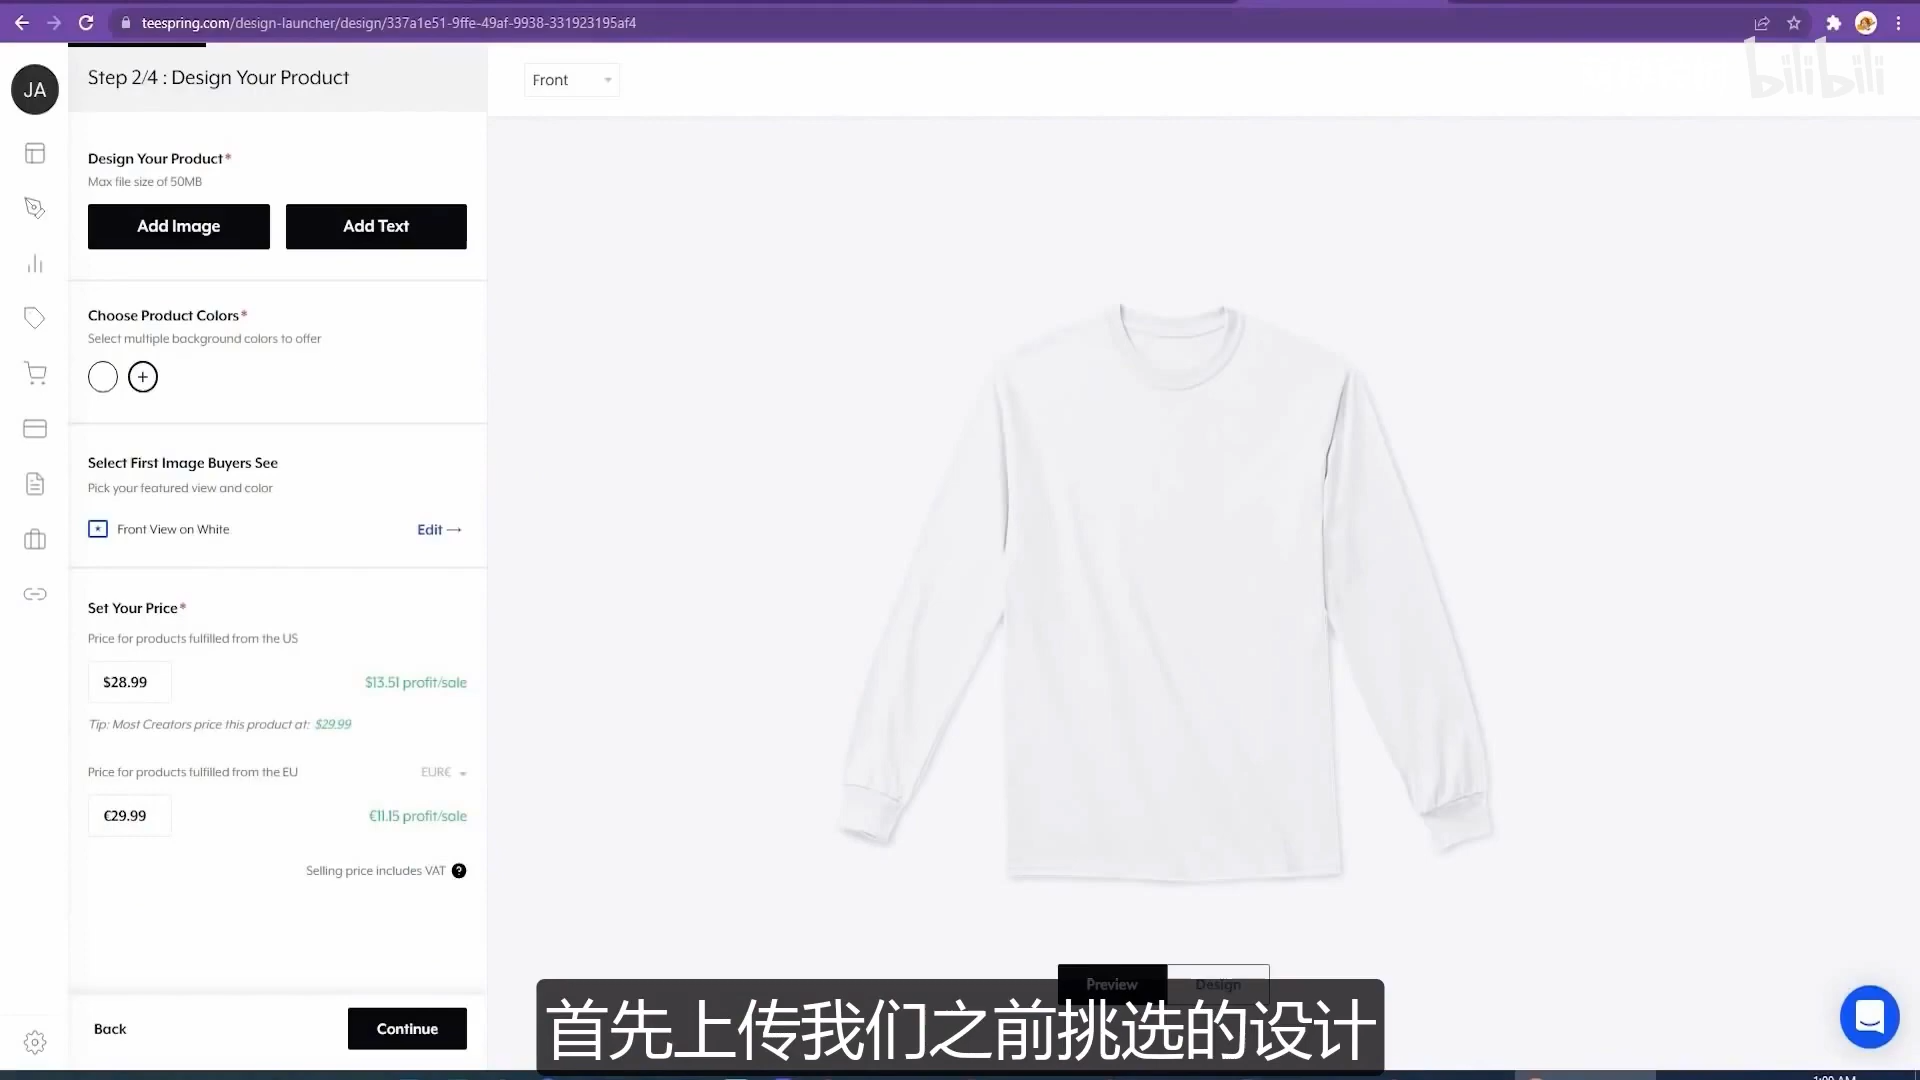 teespring.com/design-launcher/design/337a1e51-9ffe-49af-9938-331923195af4
JA
Step 2/4 : Design Your Product
Front
bilibili
Design Your Product*
Max file size of 50MB
Add Image
Add Text
Choose Product Colors*
Select multiple background colors to offer
+
Select First Image Buyers See
Pick your featured view and color
Front View on White
Edit →
Set Your Price*
Price for products fulfilled from the US
$28.99
$13.51 profit/sale
Tip: Most Creators price this product at: $29.99
Price for products fulfilled from the EU
EUR€
€29.99
€11.15 profit/sale
Selling price includes VAT ?
Preview
Design
Back
Continue
首先上传我们之前挑选的设计